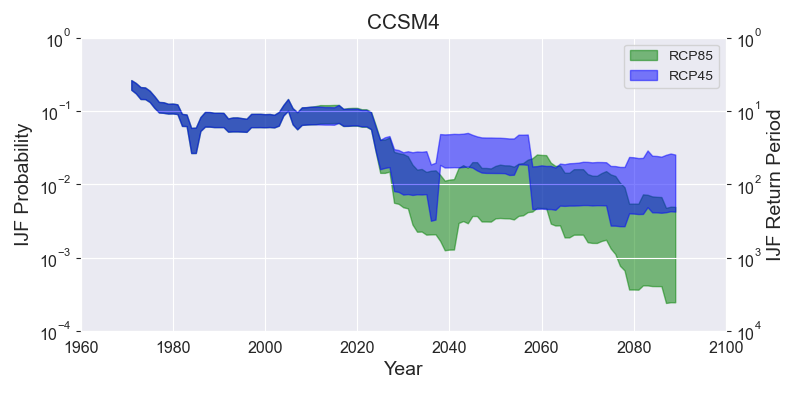 CCSM4
IJF Probability
10^0
10^-1
10^-2
10^-3
10^-4
RCP85
RCP45
10^0
10^1
10^2
10^3
10^4
IJF Return Period
1960 1980 2000 2020 2040 2060 2080 2100
Year